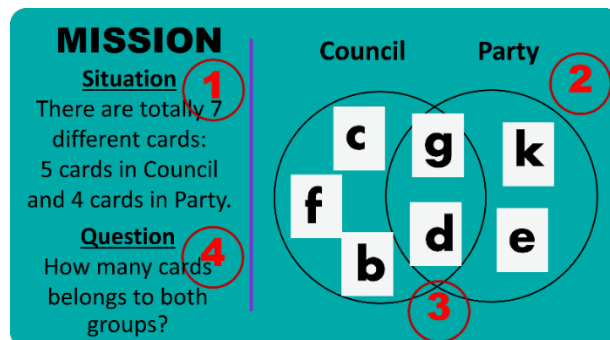 MISSION
Situation
1
There are totally 7
different cards:
5 cards in Council
and 4 cards in Party.
Question
4
How many cards
belongs to both
groups?
Council Party
2
c g k
f d e
b
3